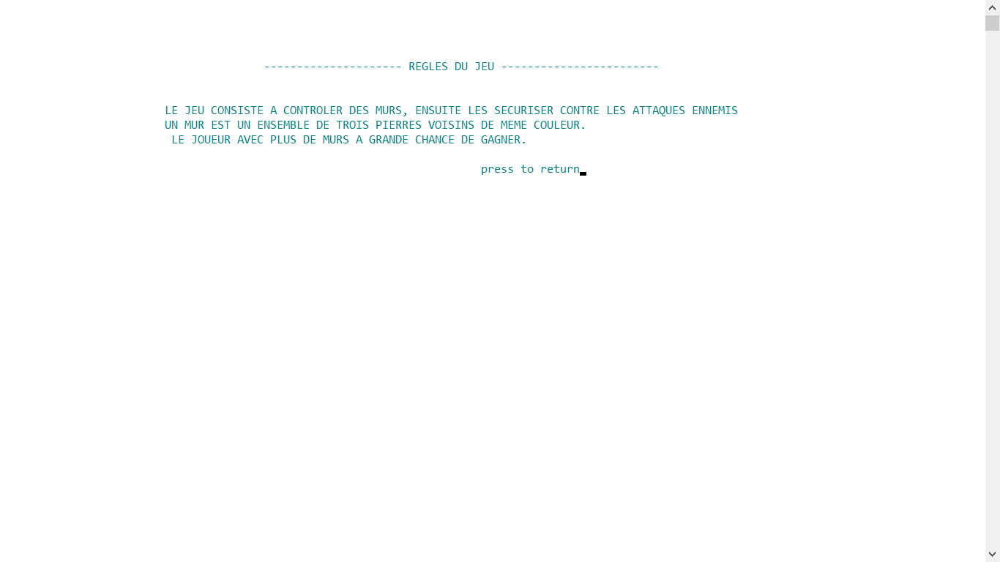 --------------------- REGLES DU JEU ------------------------
LE JEU CONSISTE A CONTROLER DES MURS, ENSUITE LES SECURISER CONTRE LES ATTAQUES ENNEMIS
UN MUR EST UN ENSEMBLE DE TROIS PIERRES VOISINS DE MEME COULEUR.
LE JOUEUR AVEC PLUS DE MURS A GRANDE CHANCE DE GAGNER.
press to return